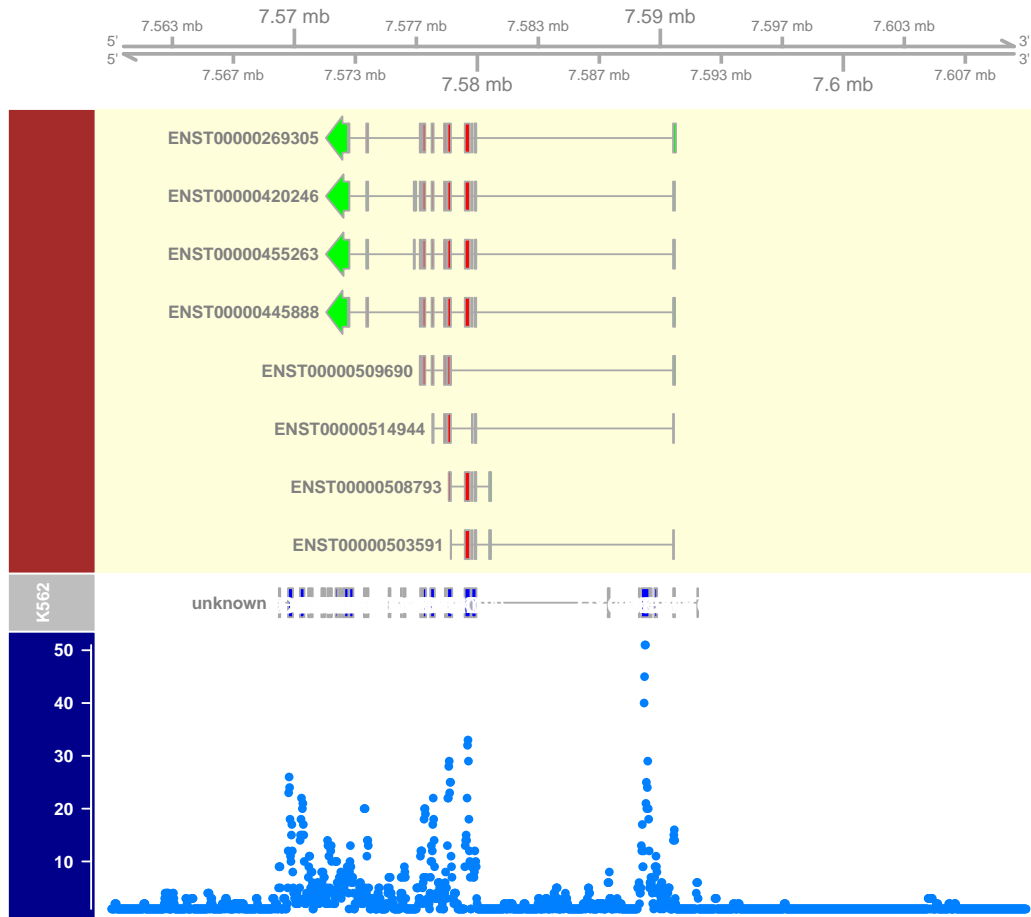 7.563 mb 7.57 mb 7.577 mb 7.583 mb 7.59 mb 7.597 mb 7.603 mb
5' 3'
5' 3'
7.567 mb 7.573 mb 7.58 mb 7.587 mb 7.593 mb 7.6 mb 7.607 mb
ENST00000269305
ENST00000420246
ENST00000455263
ENST00000445888
ENST00000509690
ENST00000514944
ENST00000508793
ENST00000503591
K562
unknown
50
40
30
20
10